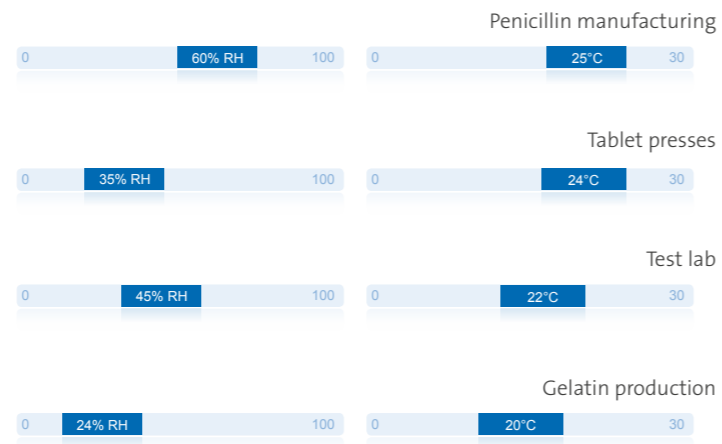 Penicillin manufacturing
0 60% RH 100 0 25°C 30
Tablet presses
0 35% RH 100 0 24°C 30
Test lab
0 45% RH 100 0 22°C 30
Gelatin production
0 24% RH 100 0 20°C 30